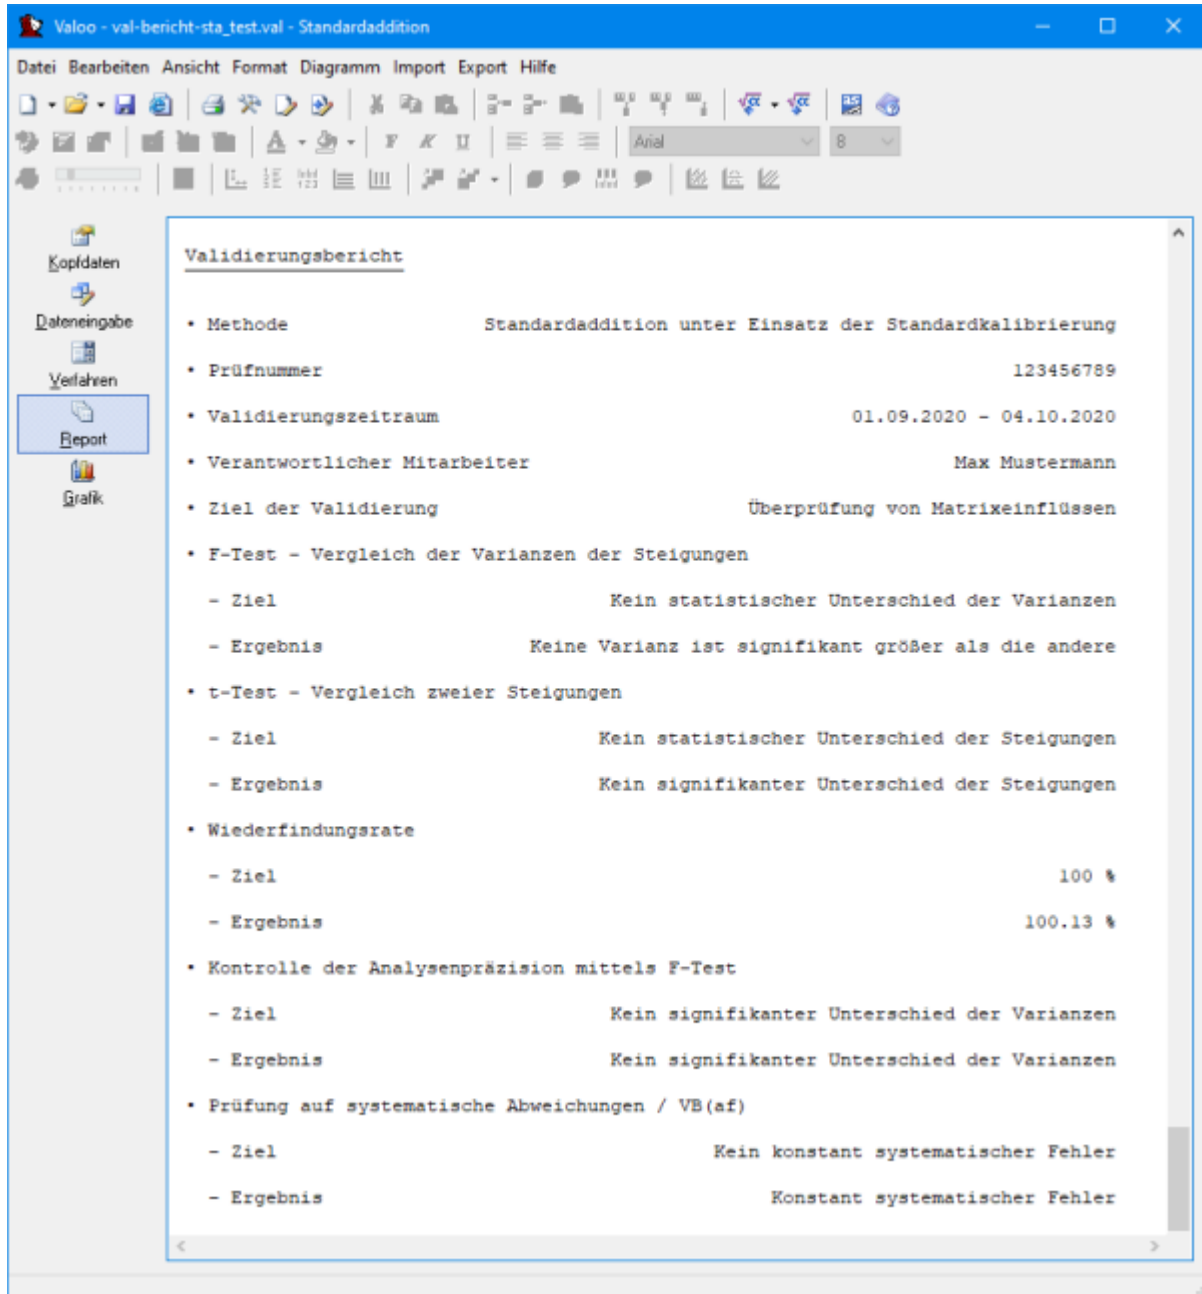 Valoo - val-bericht-sta_test.val - Standardaddition
Datei Bearbeiten Ansicht Format Diagramm Import Export Hilfe
Arial 8
Kopfdaten
Dateneingabe
Verfahren
Report
Grafik
Validierungsbericht
• Methode Standardaddition unter Einsatz der Standardkalibrierung
• Prüfnummer 123456789
• Validierungszeitraum 01.09.2020 - 04.10.2020
• Verantwortlicher Mitarbeiter Max Mustermann
• Ziel der Validierung Überprüfung von Matrixeinflüssen
• F-Test - Vergleich der Varianzen der Steigungen
- Ziel Kein statistischer Unterschied der Varianzen
- Ergebnis Keine Varianz ist signifikant größer als die andere
• t-Test - Vergleich zweier Steigungen
- Ziel Kein statistischer Unterschied der Steigungen
- Ergebnis Kein signifikanter Unterschied der Steigungen
• Wiederfindungsrate
- Ziel 100 %
- Ergebnis 100.13 %
• Kontrolle der Analysenpräzision mittels F-Test
- Ziel Kein signifikanter Unterschied der Varianzen
- Ergebnis Kein signifikanter Unterschied der Varianzen
• Prüfung auf systematische Abweichungen / VB(af)
- Ziel Kein konstant systematischer Fehler
- Ergebnis Konstant systematischer Fehler